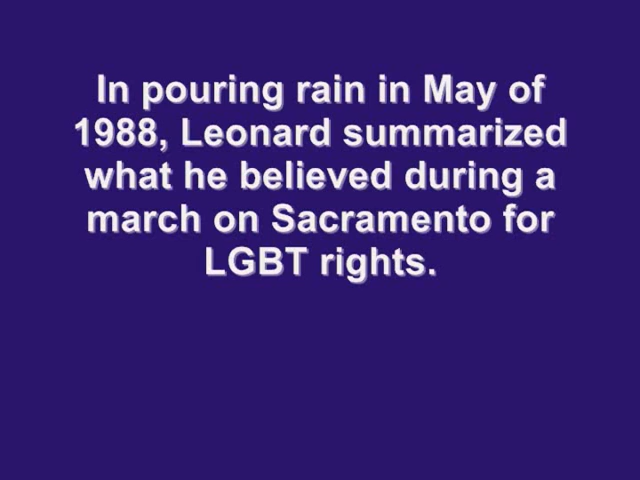 In pouring rain in May of
1988, Leonard summarized
what he believed during a
march on Sacramento for
LGBT rights.